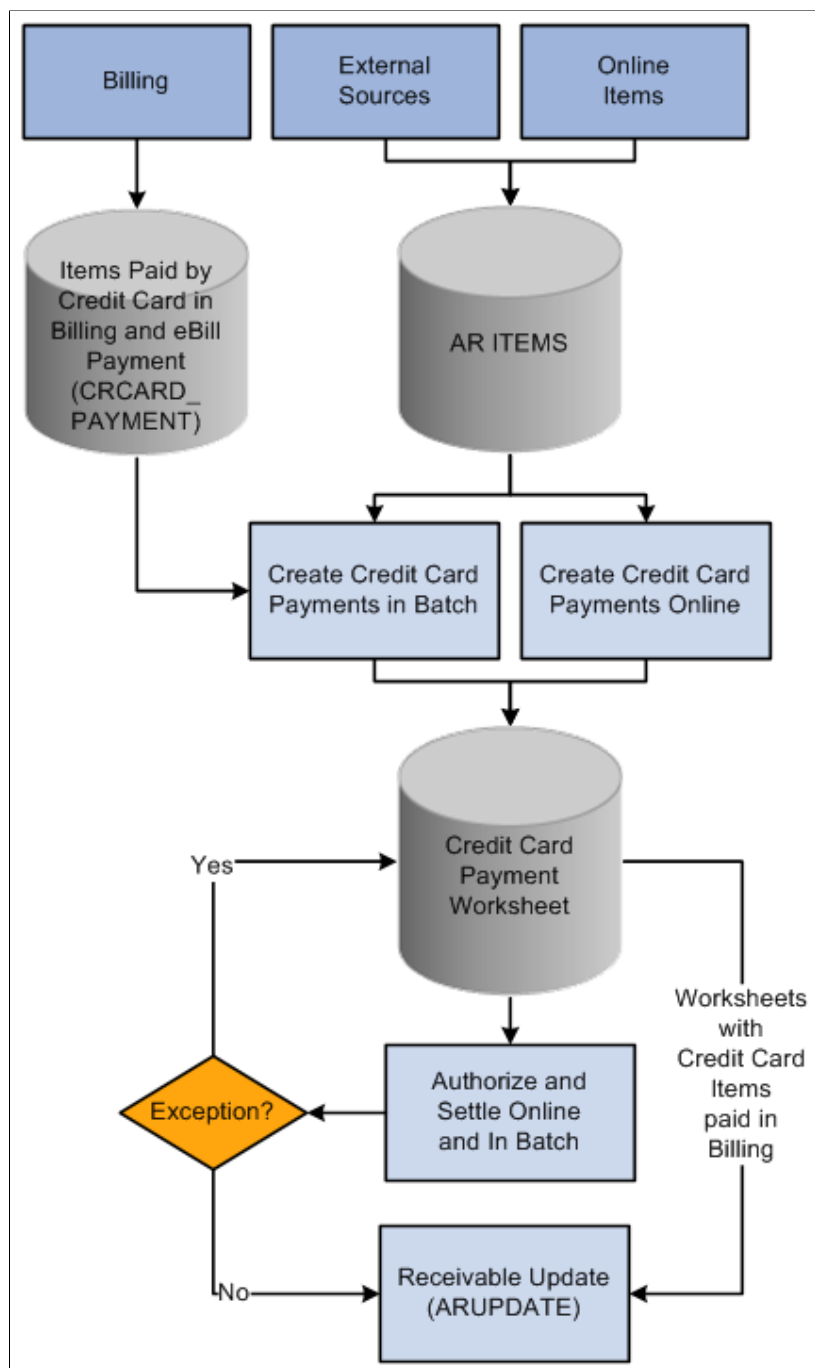 Billing
External
Sources
Online
Items
Items Paid by
Credit Card in
Billing and eBill
Payment
(CRCARD_
PAYMENT)
AR ITEMS
Create Credit Card
Payments in Batch
Create Credit Card
Payments Online
Credit Card
Payment
Worksheet
Yes
Worksheets
with
Credit Card
Items
paid in
Billing
Authorize and
Settle Online
and In Batch
Exception?
No
Receivable Update
(ARUPDATE)